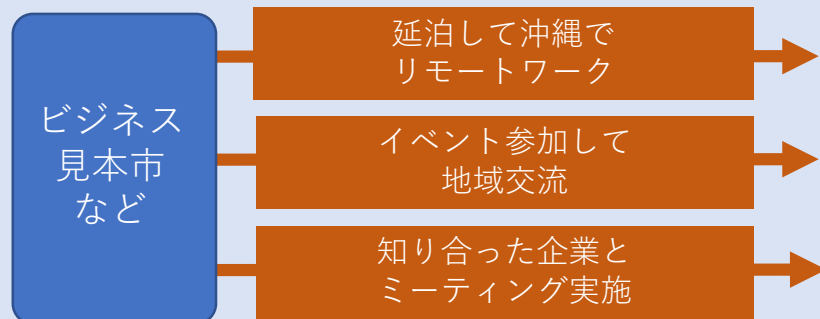 ビジネス
見本市
など
延泊して沖縄で
リモートワーク
イベント参加して
地域交流
知り合った企業と
ミーティング実施